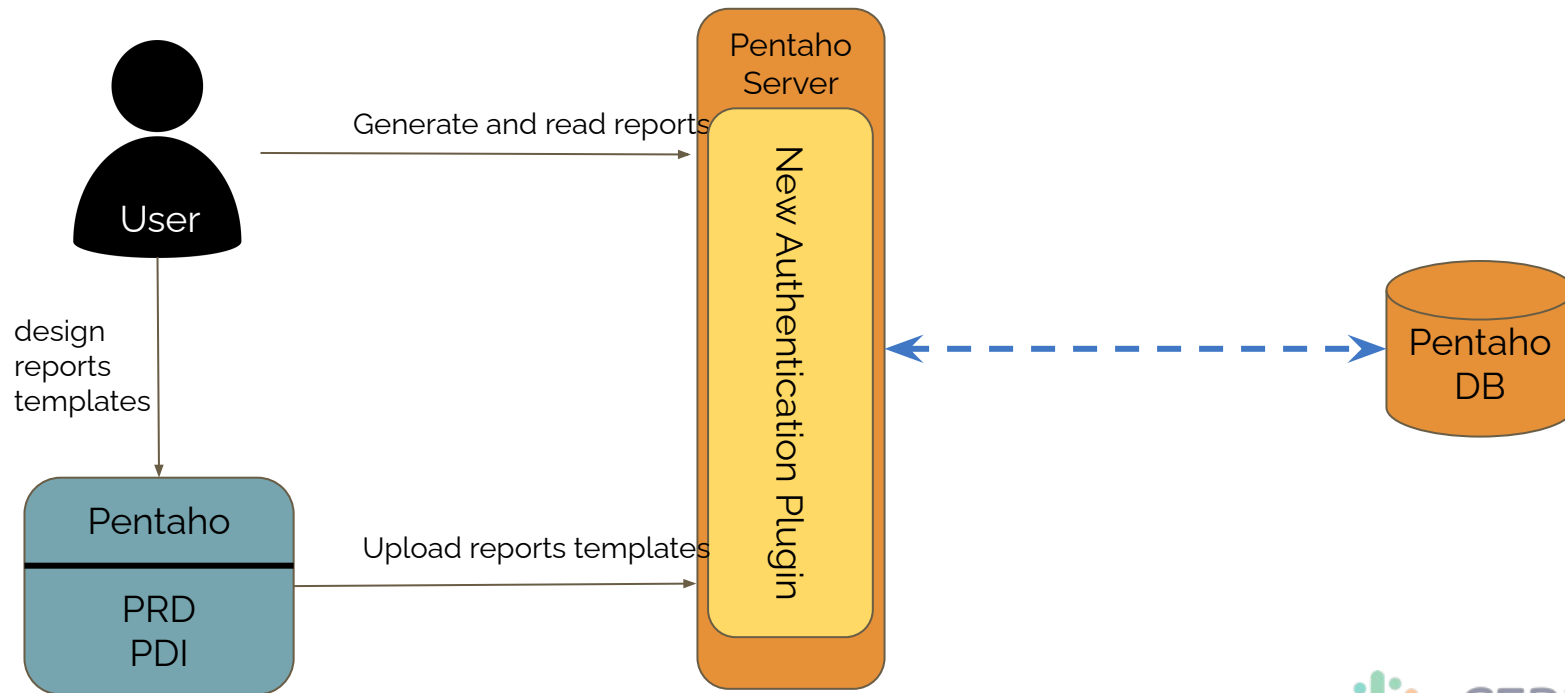 Pentaho
Server
Generate and read reports
New Authentication Plugin
User
design
reports
templates
Pentaho
DB
Pentaho
Upload reports templates
PRD
PDI